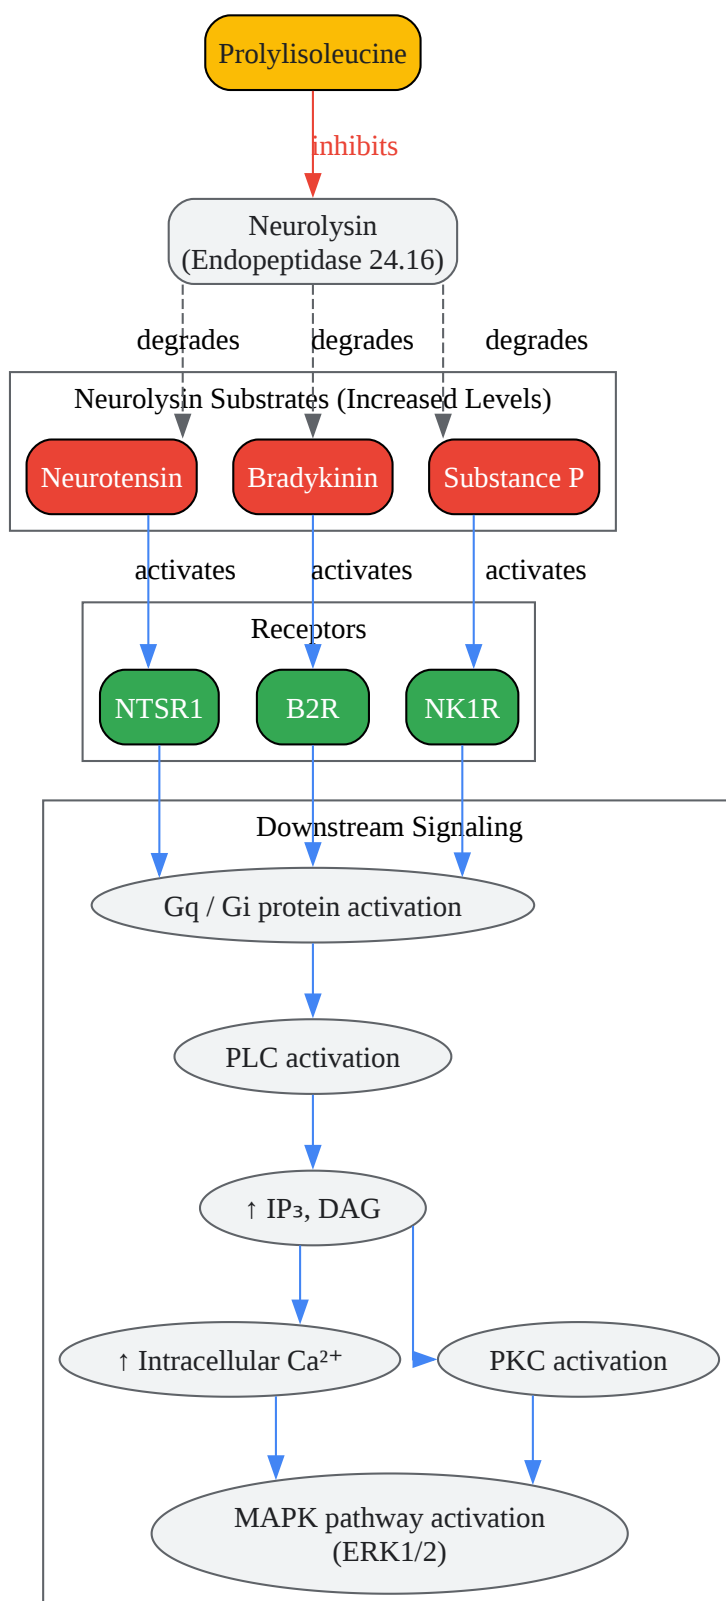 Prolylisoleucine
inhibits
Neurolysin
(Endopeptidase 24.16)
degrades
degrades
degrades
Neurolysin Substrates (Increased Levels)
Neurotensin
Bradykinin
Substance P
activates
activates
activates
Receptors
NTSR1
B2R
NK1R
Downstream Signaling
Gq / Gi protein activation
PLC activation
↑ IP₃, DAG
↑ Intracellular Ca²⁺
PKC activation
MAPK pathway activation
(ERK1/2)